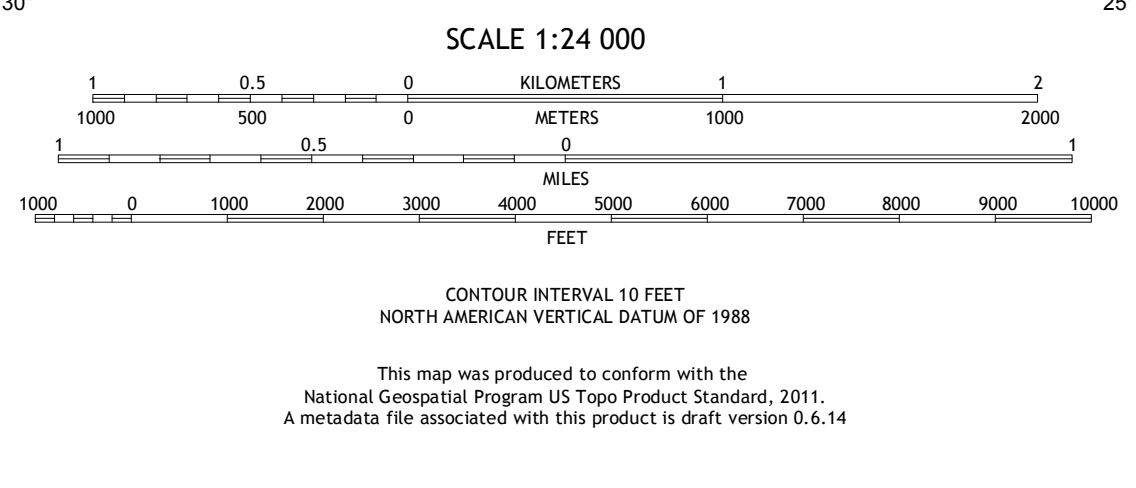 30"
25
SCALE 1:24 000
1 0.5 0 KILOMETERS 1 2
1000 500 0 METERS 1000 2000
1 0.5 0 1
MILES
1000 0 1000 2000 3000 4000 5000 6000 7000 8000 9000 10000
FEET
CONTOUR INTERVAL 10 FEET
NORTH AMERICAN VERTICAL DATUM OF 1988
This map was produced to conform with the
National Geospatial Program US Topo Product Standard, 2011.
A metadata file associated with this product is draft version 0.6.14